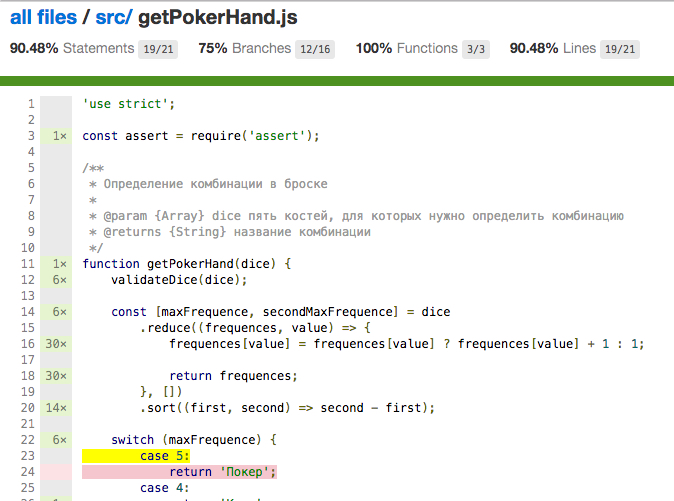 all files / src/ getPokerHand.js
90.48% Statements 19/21 75% Branches 12/16 100% Functions 3/3 90.48% Lines 19/21
1 'use strict';
2
3 1× const assert = require('assert');
4
5 /**
6 * Определение комбинации в броске
7 *
8 * @param {Array} dice пять костей, для которых нужно определить комбинацию
9 * @returns {String} название комбинации
10 */
11 1× function getPokerHand(dice) {
12 6× validateDice(dice);
13
14 6× const [maxFrequence, secondMaxFrequence] = dice
15 .reduce((frequences, value) => {
16 30× frequences[value] = frequences[value] ? frequences[value] + 1 : 1;
17
18 30× return frequences;
19 }, [])
20 14× .sort((first, second) => second - first);
21
22 6× switch (maxFrequence) {
23 case 5:
24 return 'Покер';
25 case 4: